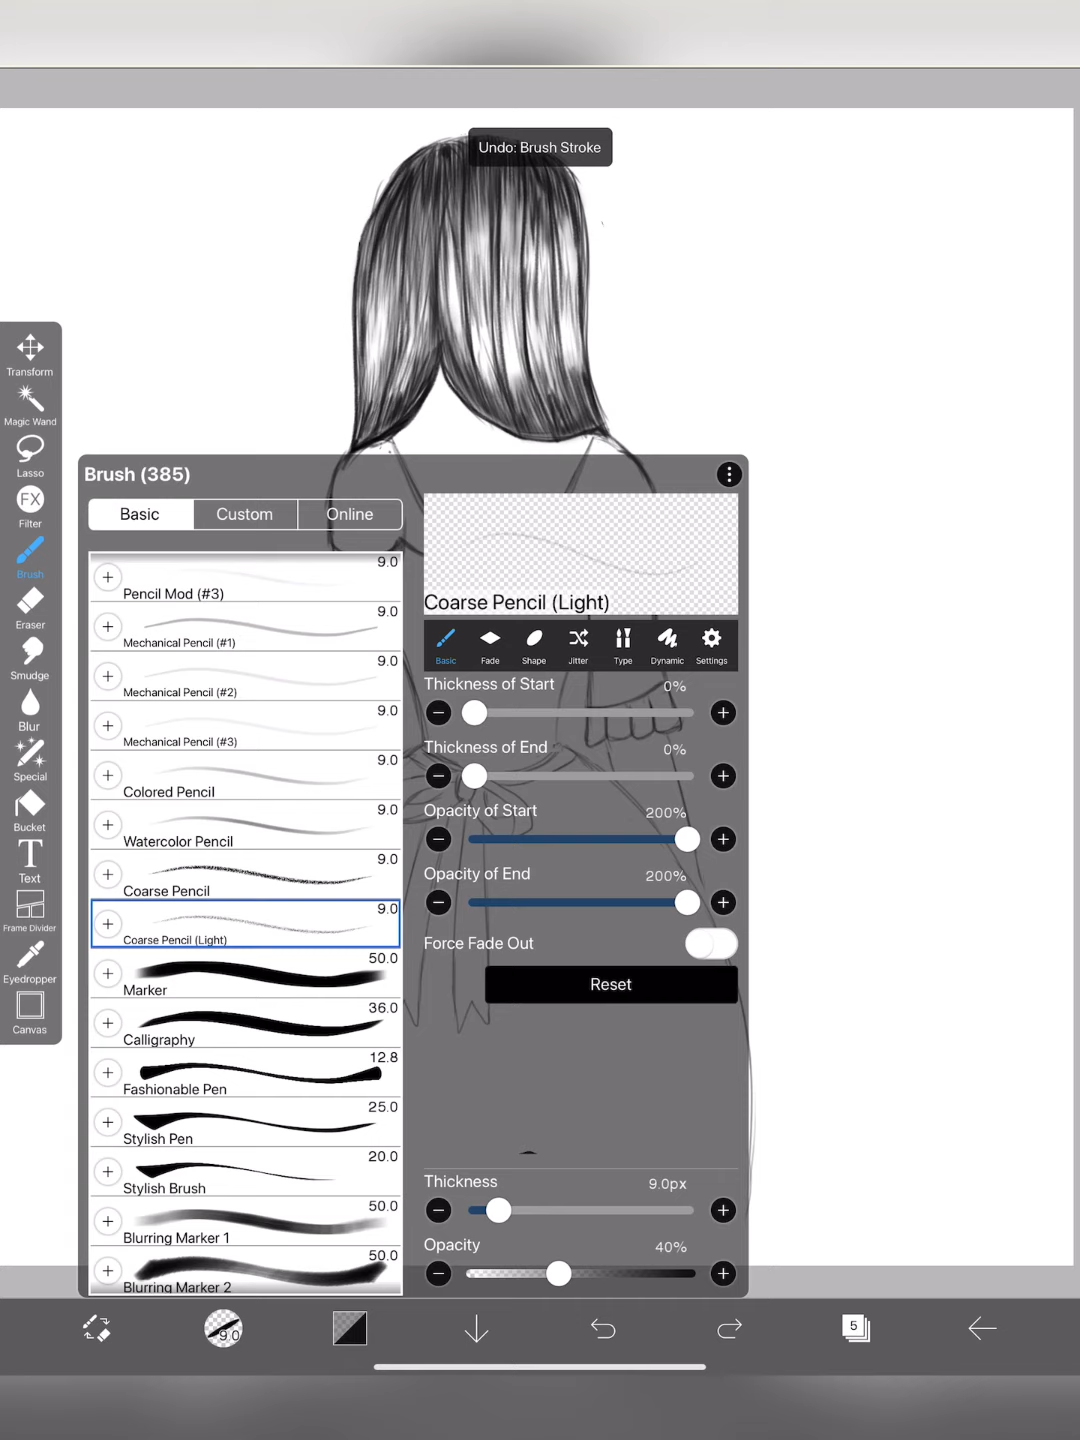 Undo: Brush Stroke
Transform
Magic Wand
Lasso
FX
Filter
Brush
Eraser
Smudge
Blur
Special
Bucket
T
Text
Frame Divider
Eyedropper
Canvas
Brush (385)
Basic Custom Online
9.0
Pencil Mod (#3)
9.0
Mechanical Pencil (#1)
9.0
Mechanical Pencil (#2)
9.0
Mechanical Pencil (#3)
9.0
Colored Pencil
9.0
Watercolor Pencil
9.0
Coarse Pencil
9.0
Coarse Pencil (Light)
50.0
Marker
36.0
Calligraphy
12.8
Fashionable Pen
25.0
Stylish Pen
20.0
Stylish Brush
50.0
Blurring Marker 1
50.0
Blurring Marker 2
Coarse Pencil (Light)
Basic Fade Shape Jitter Type Dynamic Settings
Thickness of Start 0%
Thickness of End 0%
Opacity of Start 200%
Opacity of End 200%
Force Fade Out
Reset
Thickness 9.0px
Opacity 40%
9.0
5